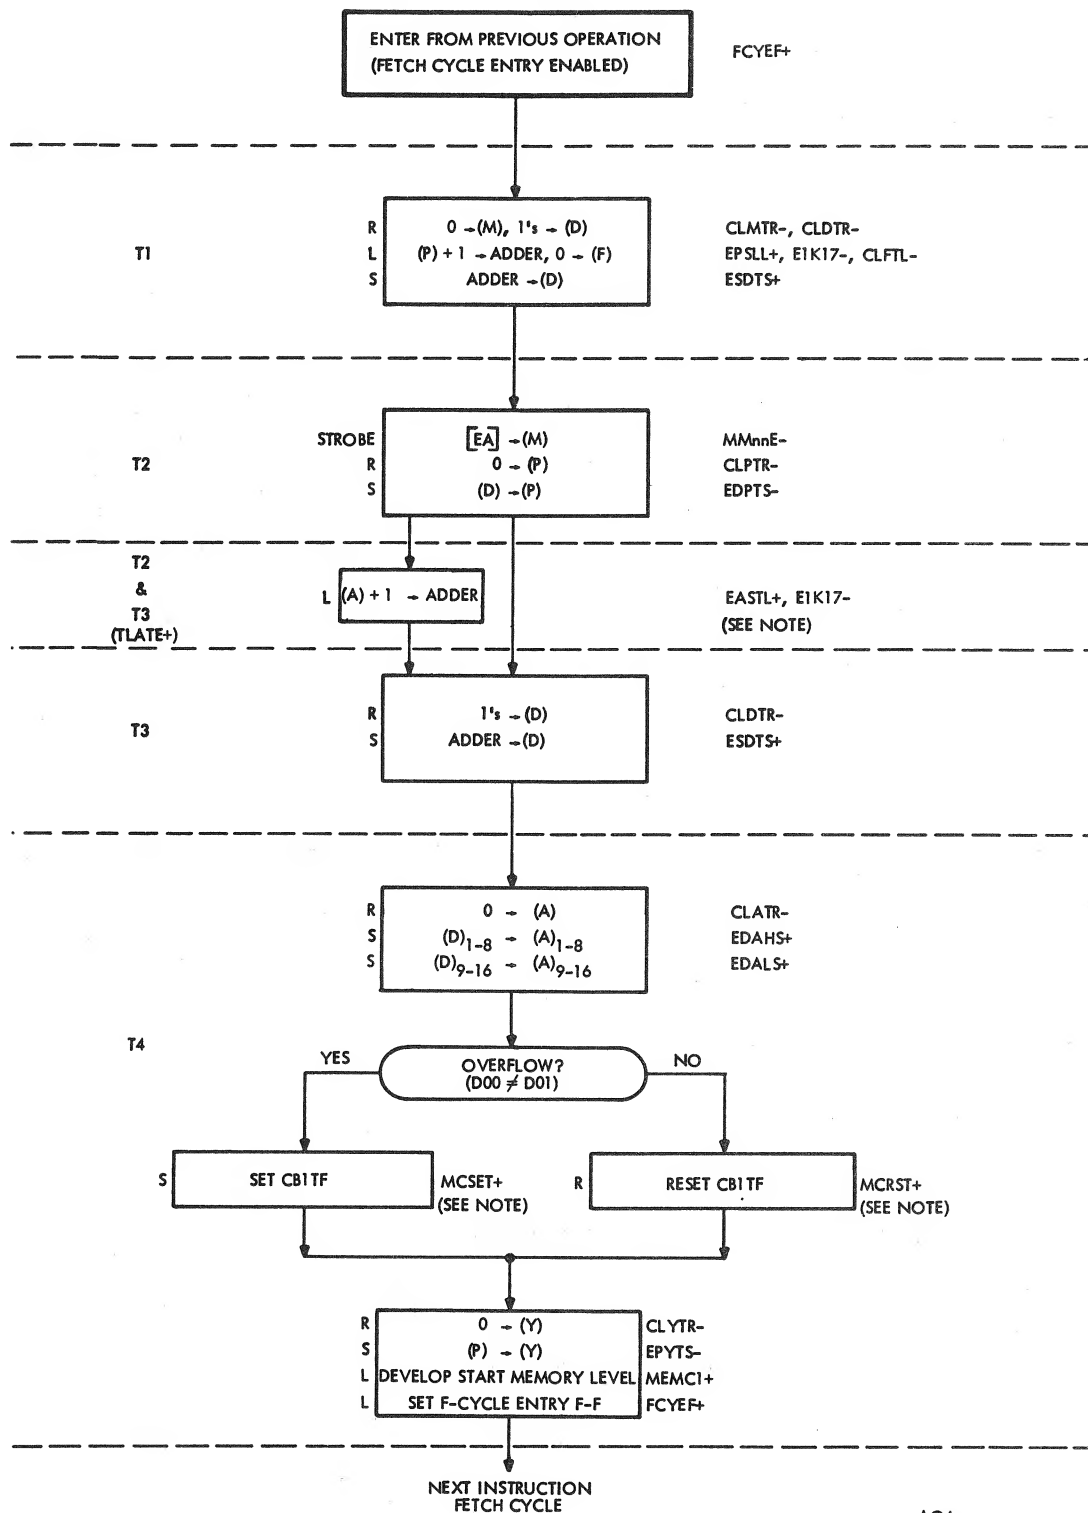 ENTER FROM PREVIOUS OPERATION
(FETCH CYCLE ENTRY ENABLED)
FCYEF+
T1
R 0 → (M), 1's → (D) CLMTR-, CLDTR-
L (P) + 1 → ADDER, 0 → (F) EPSLL+, E1K17-, CLFTL-
S ADDER → (D) ESDTS+
T2
STROBE [EA] → (M) MMnnE-
R 0 → (P) CLPTR-
S (D) → (P) EDPTS-
T2
&
T3
(TLATE+)
L (A) + 1 → ADDER EASTL+, E1K17-
(SEE NOTE)
T3
R 1's → (D) CLDTR-
S ADDER → (D) ESDTS+
T4
R 0 → (A) CLATR-
S (D)1-8 → (A)1-8 EDAHS+
S (D)9-16 → (A)9-16 EDALS+
OVERFLOW?
(D00 ≠ D01)
YES
NO
S SET CB1TF MCSET+
(SEE NOTE)
R RESET CB1TF MCRST+
(SEE NOTE)
R 0 → (Y) CLYTR-
S (P) → (Y) EPYTS-
L DEVELOP START MEMORY LEVEL MEMC1+
L SET F-CYCLE ENTRY F-F FCYEF+
NEXT INSTRUCTION
FETCH CYCLE